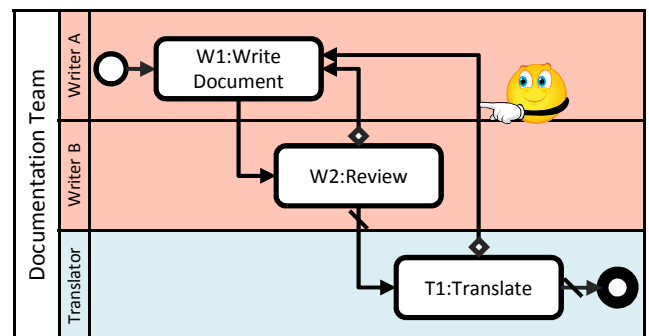 Documentation Team
Writer A
W1:Write
Document
Writer B
W2:Review
Translator
T1:Translate